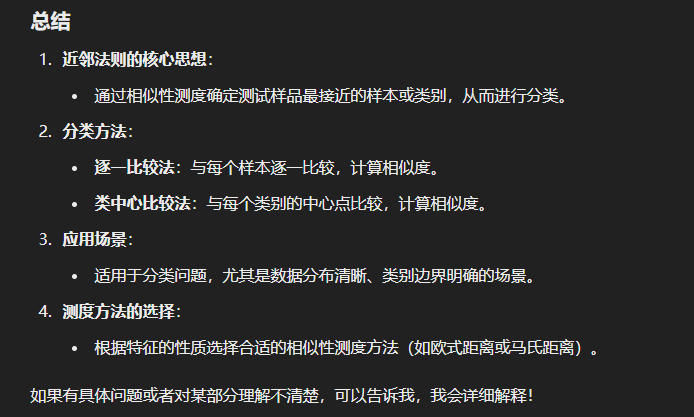 总结
1. 近邻法则的核心思想：
• 通过相似性测度确定测试样品最接近的样本或类别，从而进行分类。
2. 分类方法：
• 逐一比较法：与每个样本逐一比较，计算相似度。
• 类中心比较法：与每个类别的中心点比较，计算相似度。
3. 应用场景：
• 适用于分类问题，尤其是数据分布清晰、类别边界明确的场景。
4. 测度方法的选择：
• 根据特征的性质选择合适的相似性测度方法（如欧式距离或马氏距离）。
如果有具体问题或者对某部分理解不清楚，可以告诉我，我会详细解释！